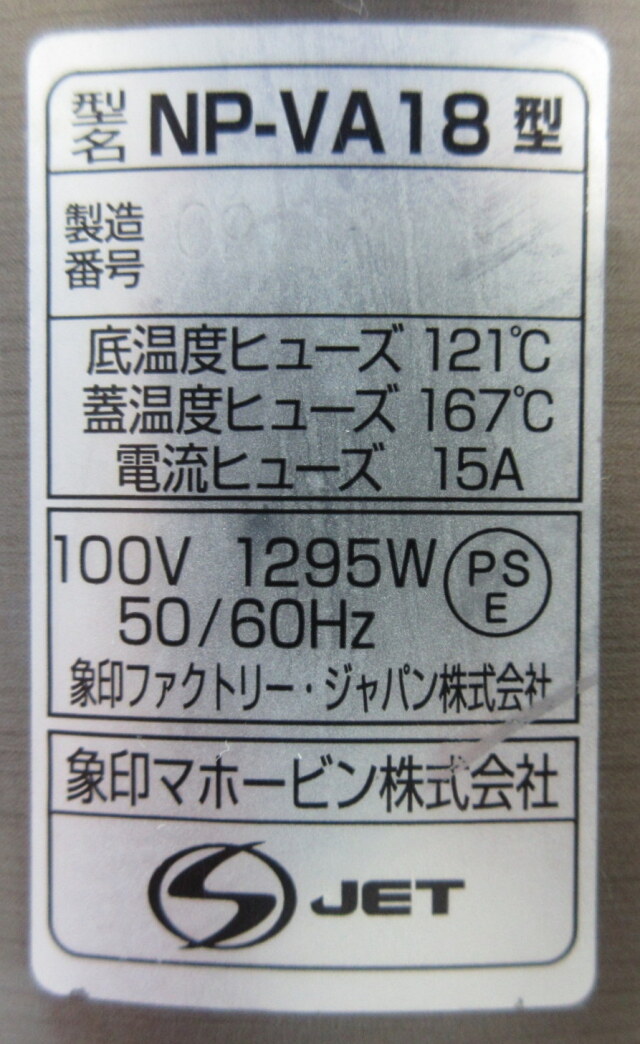 型名 NP-VA18 型
製造番号
底温度ヒューズ 121℃
蓋温度ヒューズ 167℃
電流ヒューズ 15A
100V 1295W
PSE
50/60Hz
象印ファクトリー・ジャパン株式会社
象印マホービン株式会社
S JET